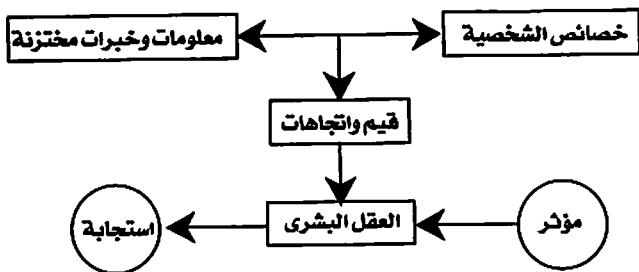 خصائص الشخصية
معلومات وخبرات مختزنة
قيم واتجاهات
مؤثر
العقل البشرى
استجابة